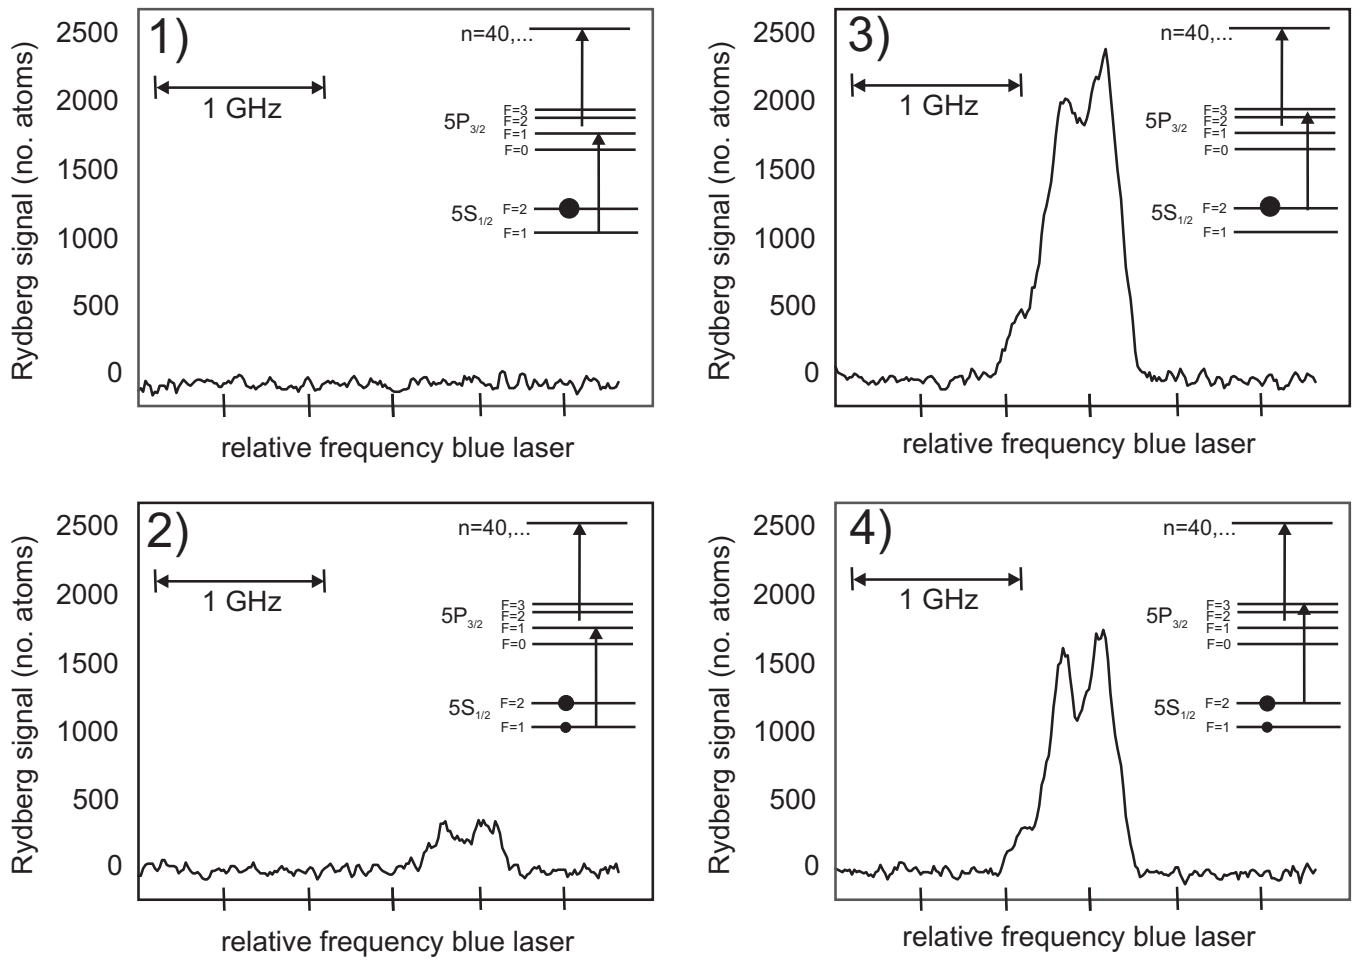 1)
Rydberg signal (no. atoms)
2500
2000
1500
1000
500
0
1 GHz
n=40,...
5P3/2
F=3
F=2
F=1
F=0
5S1/2
F=2
F=1
relative frequency blue laser
3)
Rydberg signal (no. atoms)
2500
2000
1500
1000
500
0
1 GHz
n=40,...
5P3/2
F=3
F=2
F=1
F=0
5S1/2
F=2
F=1
relative frequency blue laser
2)
Rydberg signal (no. atoms)
2500
2000
1500
1000
500
0
1 GHz
n=40,...
5P3/2
F=3
F=2
F=1
F=0
5S1/2
F=2
F=1
relative frequency blue laser
4)
Rydberg signal (no. atoms)
2500
2000
1500
1000
500
0
1 GHz
n=40,...
5P3/2
F=3
F=2
F=1
F=0
5S1/2
F=2
F=1
relative frequency blue laser